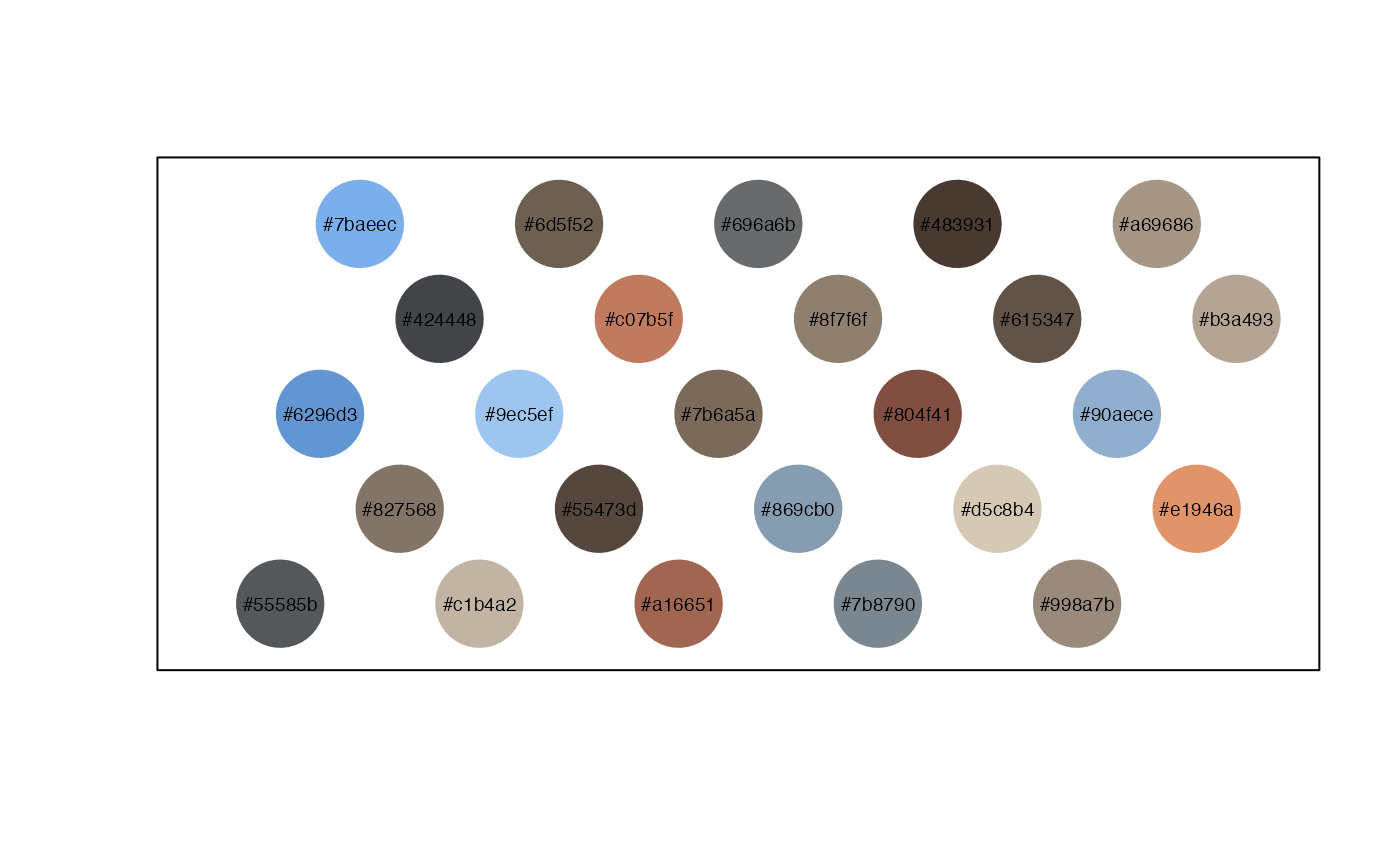 #7baeec #6d5f52 #696a6b #483931 #a69686
#424448 #c07b5f #8f7f6f #615347 #b3a493
#6296d3 #9ec5ef #7b6a5a #804f41 #90aece
#827568 #55473d #869cb0 #d5c8b4 #e1946a
#55585b #c1b4a2 #a16651 #7b8790 #998a7b